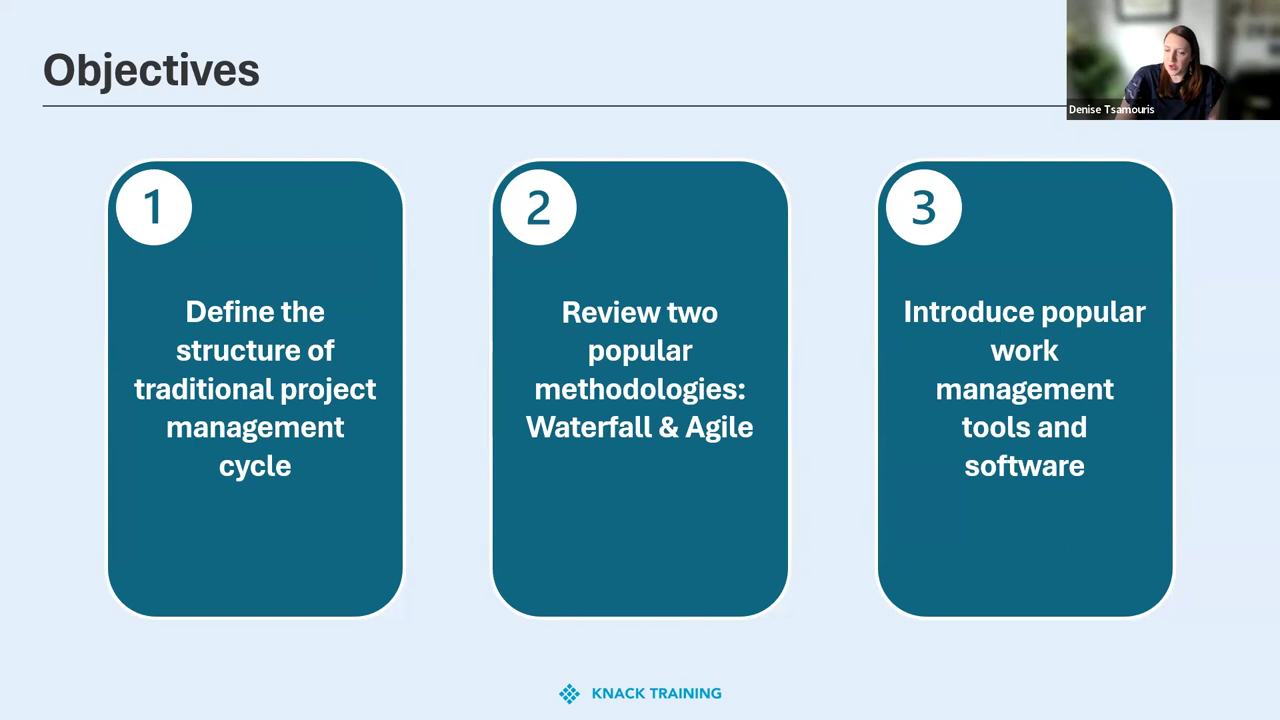 Objectives
Denise Tsamouris
1
Define the
structure of
traditional project
management
cycle
2
Review two
popular
methodologies:
Waterfall & Agile
3
Introduce popular
work
management
tools and
software
KNACK TRAINING